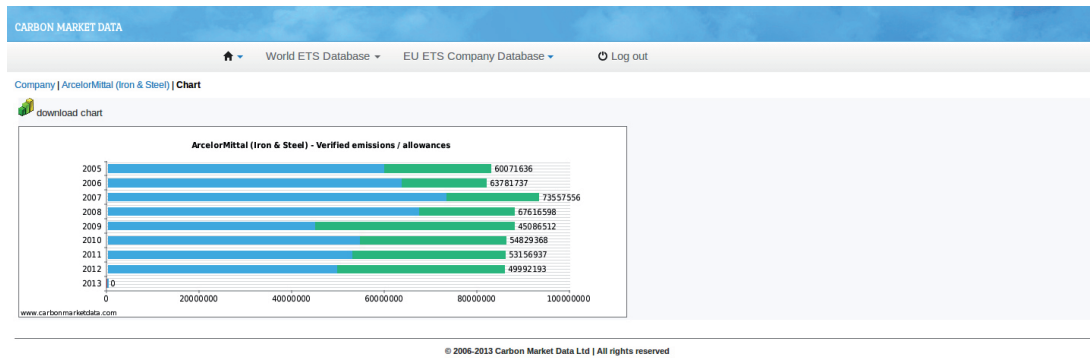 CARBON MARKET DATA
World ETS Database EU ETS Company Database Log out
Company | ArcelorMittal (Iron & Steel) | Chart
download chart
ArcelorMittal (Iron & Steel) - Verified emissions / allowances
2005 60071636
2006 63781737
2007 73557556
2008 67616598
2009 45086512
2010 54829368
2011 53156937
2012 49992193
2013 0
0 20000000 40000000 60000000 80000000 100000000
www.carbonmarketdata.com
© 2006-2013 Carbon Market Data Ltd | All rights reserved